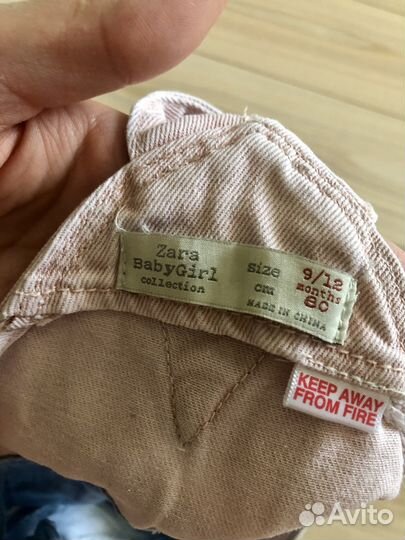 Zara
BabyGirl
collection
size
cm
9/12
months
80
MADE IN CHINA
KEEP AWAY
FROM FIRE
Avito